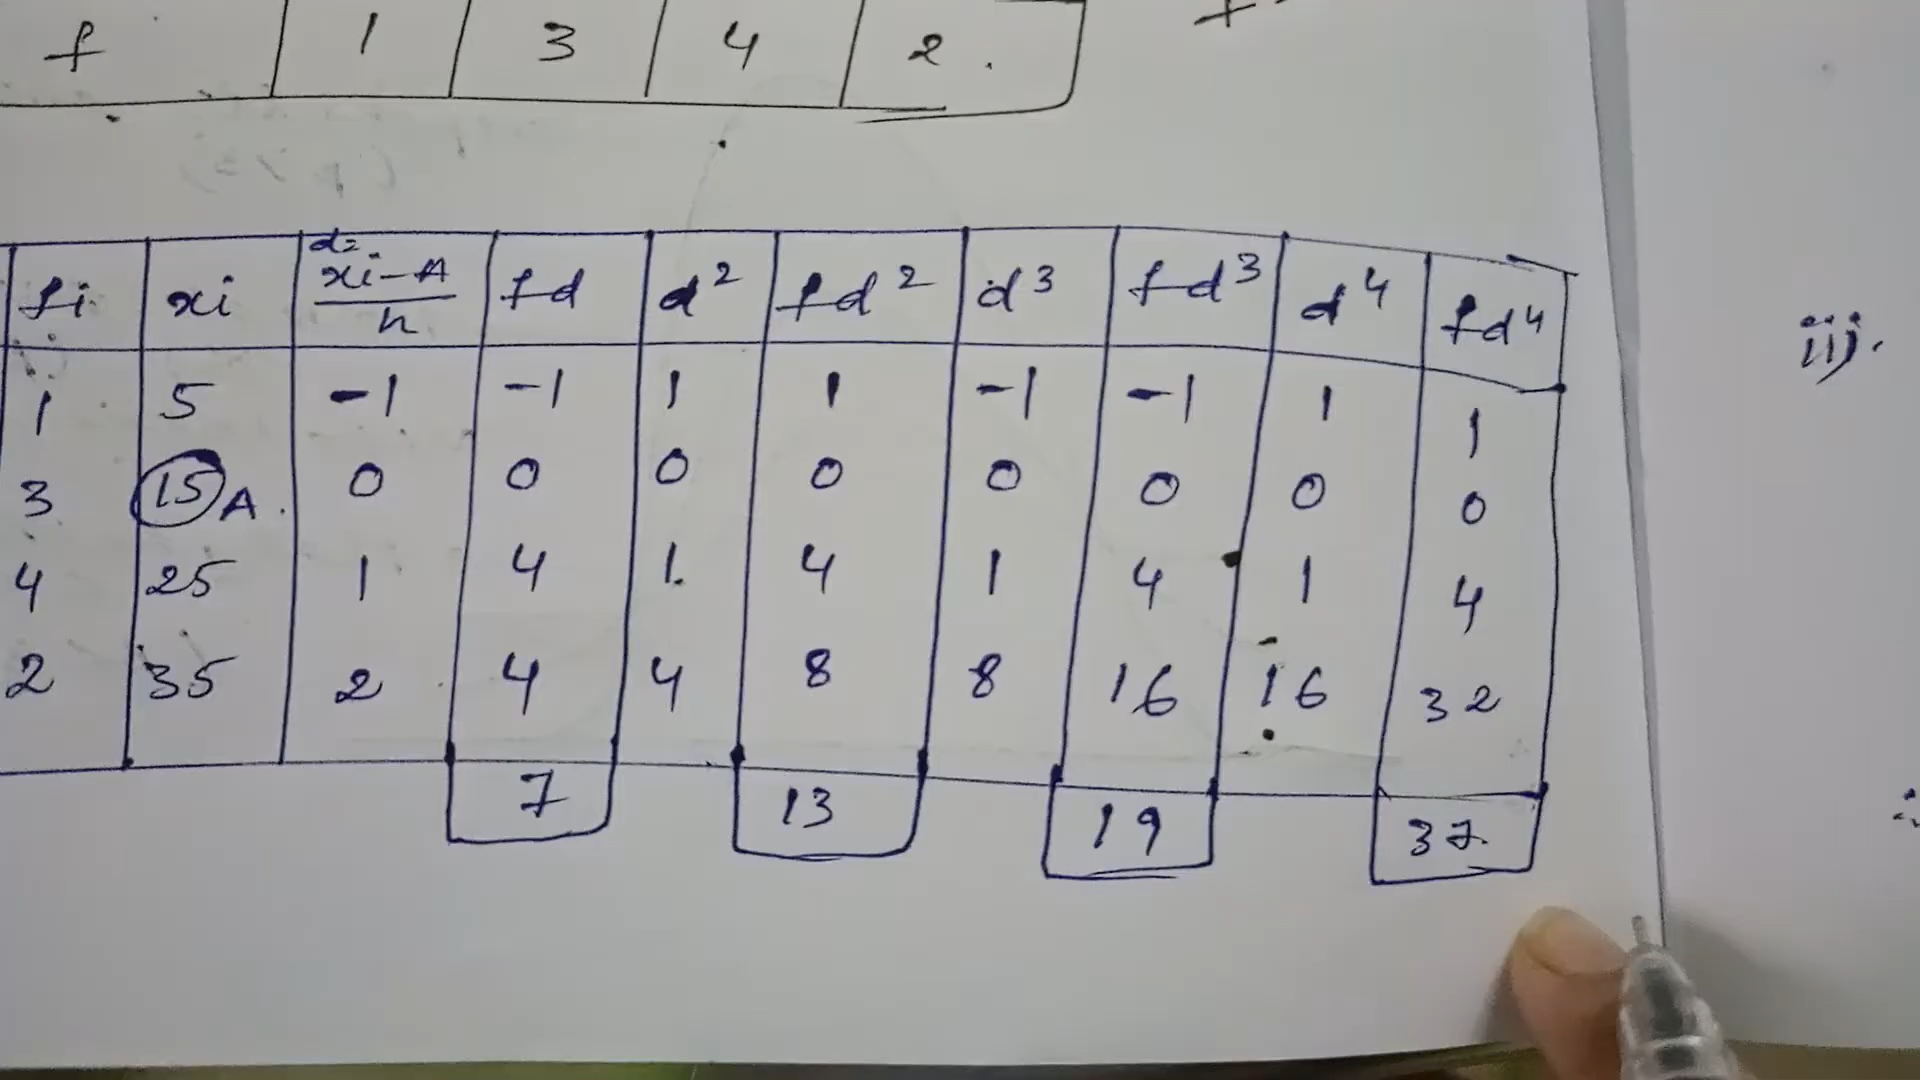 f 1 3 4 2.
d=
fi xi xi-A/h fd d² fd² d³ fd³ d⁴ fd⁴
1 5 -1 -1 1 1 -1 -1 1 1
3 15 A. 0 0 0 0 0 0 0 0
4 25 1 4 1. 4 1 4 1 4
2 35 2 4 4 8 8 16 16 32
7 13 19 37.
iij.